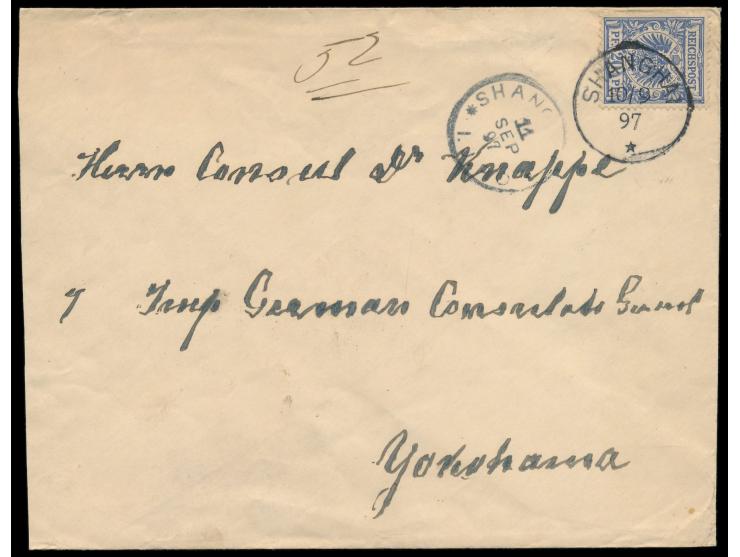 52
REICHSPOST
SHANGHAI
10/9
97
*
* SHANG
14
SEP
97
Herrn Consul Dr Knappe
7 Imp German Consulate Genl
Yokohama